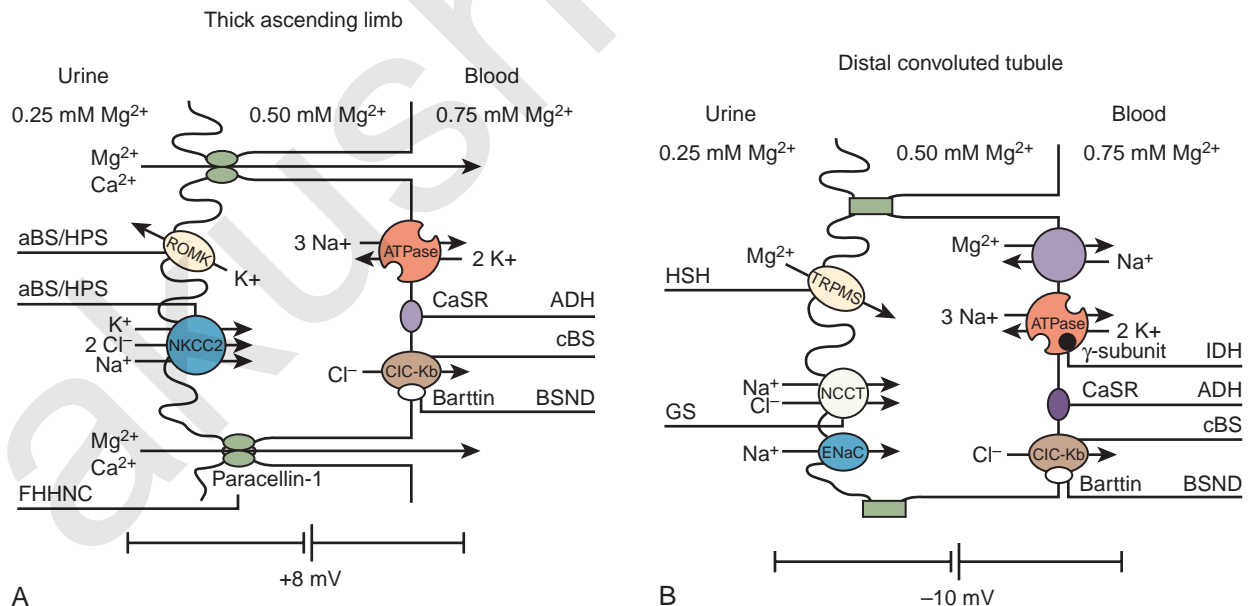 Thick ascending limb
Urine
Blood
0.25 mM Mg²⁺
0.50 mM Mg²⁺
0.75 mM Mg²⁺
Mg²⁺
Ca²⁺
aBS/HPS
ROMK
K+
3 Na+
ATPase
2 K+
aBS/HPS
K⁺
2 Cl⁻
Na⁺
NKCC2
CaSR
ADH
cBS
Cl⁻
ClC-Kb
Barttin
BSND
Mg²⁺
Ca²⁺
Paracellin-1
FHHNC
+8 mV
A
Distal convoluted tubule
Urine
Blood
0.25 mM Mg²⁺
0.50 mM Mg²⁺
0.75 mM Mg²⁺
Mg²⁺
Na⁺
Mg²⁺
HSH
TRPMS
3 Na+
ATPase
2 K+
γ-subunit
IDH
Na⁺
Cl⁻
NCCT
GS
CaSR
ADH
cBS
Na⁺
ENaC
Cl⁻
ClC-Kb
Barttin
BSND
−10 mV
B